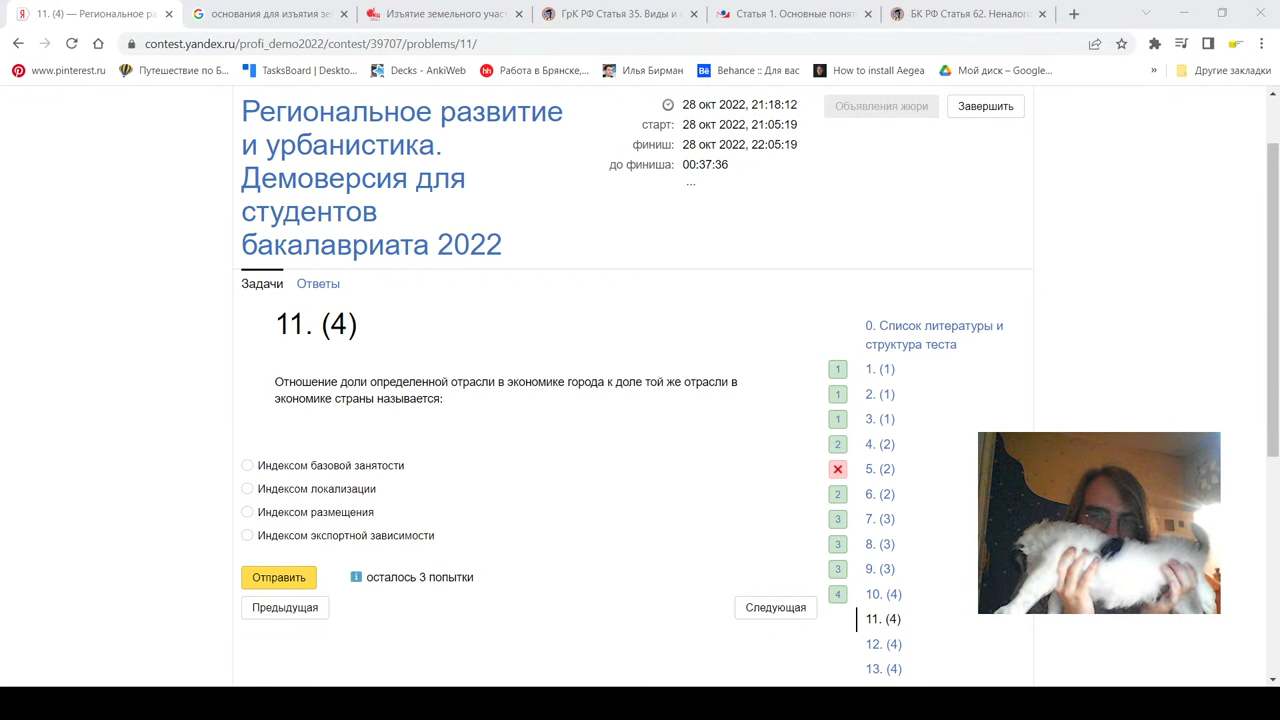 11. (4) — Региональное ра
основания для изъятия зе
Изъятие земельного участ
ГрК РФ Статья 35. Виды и
Статья 1. Основные понят
БК РФ Статья 62. Неналог
contest.yandex.ru/profi_demo2022/contest/39707/problems/11/
www.pinterest.ru
Путешествие по Б...
TasksBoard | Deskto...
Decks - AnkiWeb
Работа в Брянске,...
Илья Бирман
Behance :: Для вас
How to install Aegea
Мой диск – Google...
»
Другие закладки
Региональное развитие
и урбанистика.
Демоверсия для
студентов
бакалавриата 2022
28 окт 2022, 21:18:12
старт: 28 окт 2022, 21:05:19
финиш: 28 окт 2022, 22:05:19
до финиша: 00:37:36
...
Объявления жюри
Завершить
Задачи
Ответы
11. (4)
Отношение доли определенной отрасли в экономике города к доле той же отрасли в
экономике страны называется:
Индексом базовой занятости
Индексом локализации
Индексом размещения
Индексом экспортной зависимости
Отправить
осталось 3 попытки
Предыдущая
Следующая
0. Список литературы и
структура теста
1 1. (1)
1 2. (1)
1 3. (1)
2 4. (2)
5. (2)
2 6. (2)
3 7. (3)
3 8. (3)
3 9. (3)
4 10. (4)
11. (4)
12. (4)
13. (4)